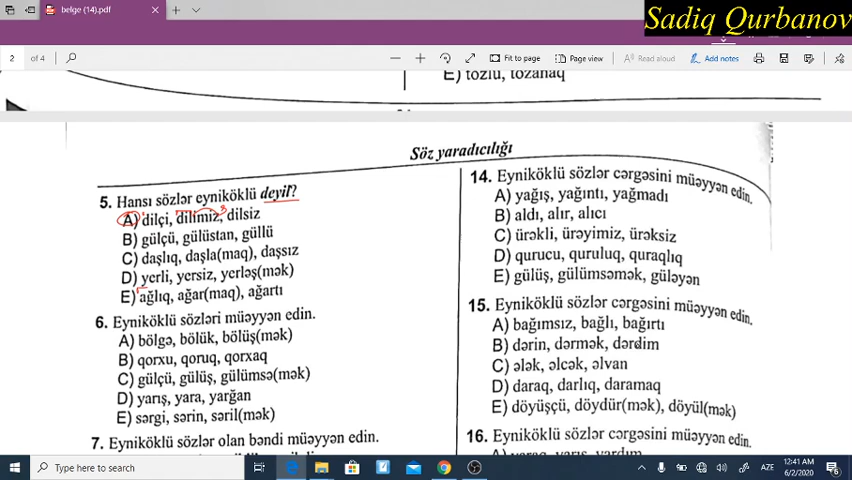 belge (14).pdf
Sadiq Qurbanov
2 of 4
Fit to page
Page view
Read aloud
Add notes
E) tozlu, tozanaq
Söz yaradıcılığı
5. Hansı sözlər eyniköklü deyil?
A) dilçi, dilimiz, dilsiz
B) gülçü, gülüstan, güllü
C) daşlıq, daşla(maq), daşsız
D) yerli, yersiz, yerləş(mək)
E) ağlıq, ağar(maq), ağartı
6. Eyniköklü sözləri müəyyən edin.
A) bölgə, bölük, bölüş(mək)
B) qorxu, qoruq, qorxaq
C) gülçü, gülüş, gülümsə(mək)
D) yarış, yara, yarğan
E) sərgi, sərin, səril(mək)
7. Eyniköklü sözlər olan bəndi müəyyən edin.
14. Eyniköklü sözlər cərgəsini müəyyən edin.
A) yağış, yağıntı, yağmadı
B) aldı, alır, alıcı
C) ürəkli, ürəyimiz, ürəksiz
D) qurucu, quruluq, quraqlıq
E) gülüş, gülümsəmək, güləyən
15. Eyniköklü sözlər cərgəsini müəyyən edin.
A) bağımsız, bağlı, bağırtı
B) dərin, dərmək, dərdim
C) ələk, əlcək, əlvan
D) daraq, darlıq, daramaq
E) döyüşçü, döydür(mək), döyül(mək)
16. Eyniköklü sözlər cərgəsini müəyyən edin.
Type here to search
AZE
12:41 AM
6/2/2020